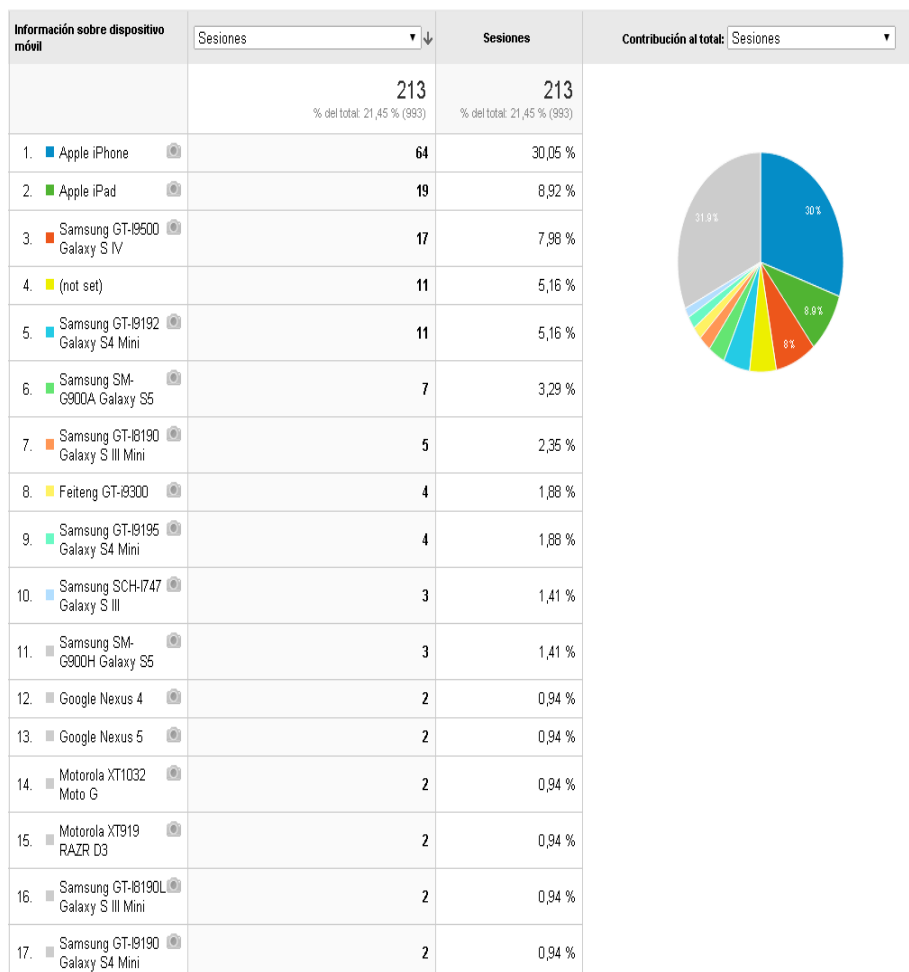 Información sobre dispositivo
móvil
Sesiones
Sesiones
Contribución al total: Sesiones
213
% del total: 21,45 % (993)
213
% del total: 21,45 % (993)
1. Apple iPhone 64 30,05 %
2. Apple iPad 19 8,92 %
3. Samsung GT-I9500
Galaxy S IV 17 7,98 %
4. (not set) 11 5,16 %
5. Samsung GT-I9192
Galaxy S4 Mini 11 5,16 %
6. Samsung SM-
G900A Galaxy S5 7 3,29 %
7. Samsung GT-I8190
Galaxy S III Mini 5 2,35 %
8. Feiteng GT-i9300 4 1,88 %
9. Samsung GT-I9195
Galaxy S4 Mini 4 1,88 %
10. Samsung SCH-I747
Galaxy S III 3 1,41 %
11. Samsung SM-
G900H Galaxy S5 3 1,41 %
12. Google Nexus 4 2 0,94 %
13. Google Nexus 5 2 0,94 %
14. Motorola XT1032
Moto G 2 0,94 %
15. Motorola XT919
RAZR D3 2 0,94 %
16. Samsung GT-I8190L
Galaxy S III Mini 2 0,94 %
17. Samsung GT-I9190
Galaxy S4 Mini 2 0,94 %
31.9%
30%
8.9%
8%